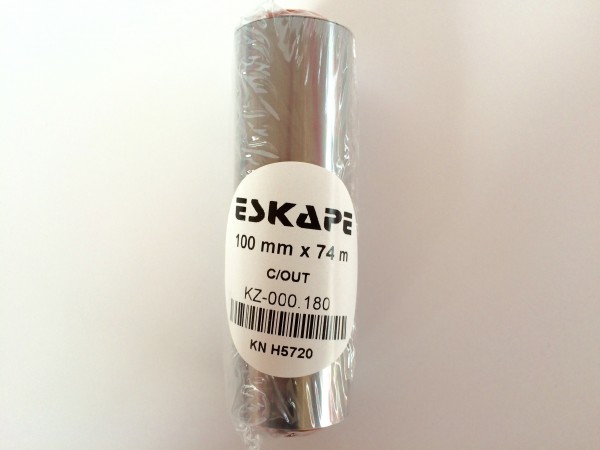 ESKAPE
100 mm x 74 m
C/OUT
KZ-000.180
KN H5720